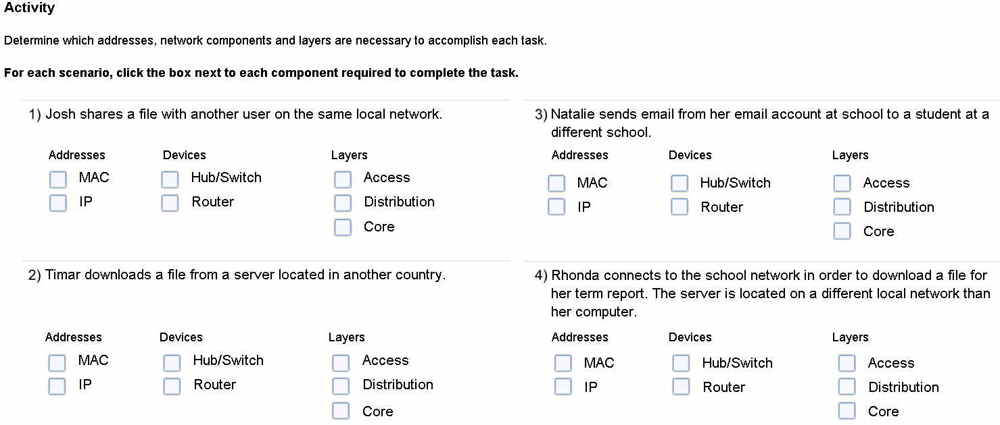 Activity
Determine which addresses, network components and layers are necessary to accomplish each task.
For each scenario, click the box next to each component required to complete the task.
1) Josh shares a file with another user on the same local network.
Addresses Devices Layers
MAC Hub/Switch Access
IP Router Distribution
Core
2) Timar downloads a file from a server located in another country.
Addresses Devices Layers
MAC Hub/Switch Access
IP Router Distribution
Core
3) Natalie sends email from her email account at school to a student at a
different school.
Addresses Devices Layers
MAC Hub/Switch Access
IP Router Distribution
Core
4) Rhonda connects to the school network in order to download a file for
her term report. The server is located on a different local network than
her computer.
Addresses Devices Layers
MAC Hub/Switch Access
IP Router Distribution
Core